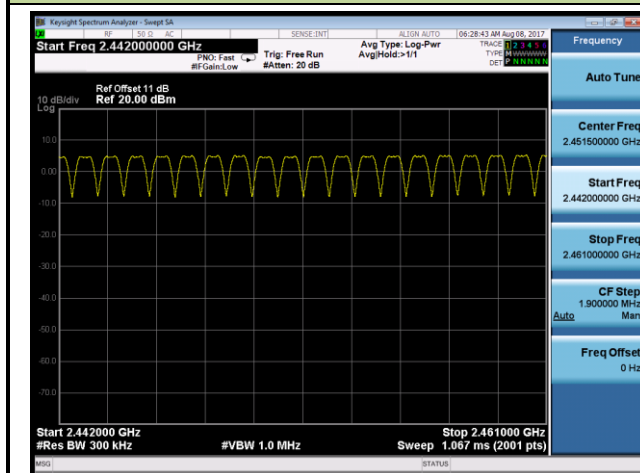 Keysight Spectrum Analyzer - Swept SA
RF 50 Ω AC SENSE:INT ALIGN AUTO 06:28:43 AM Aug 08, 2017
Start Freq 2.442000000 GHz
PNO: Fast
#IFGain:Low
Trig: Free Run
#Atten: 20 dB
Avg Type: Log-Pwr
Avg|Hold:>1/1
TRACE 1 2 3 4 5 6
TYPE M
DET P N N N N N
Ref Offset 11 dB
10 dB/div Ref 20.00 dBm
Log
10.0
0.00
-10.0
-20.0
-30.0
-40.0
-50.0
-60.0
-70.0
Start 2.442000 GHz Stop 2.461000 GHz
#Res BW 300 kHz #VBW 1.0 MHz Sweep 1.067 ms (2001 pts)
MSG STATUS
Frequency
Auto Tune
Center Freq
2.451500000 GHz
Start Freq
2.442000000 GHz
Stop Freq
2.461000000 GHz
CF Step
1.900000 MHz
Auto Man
Freq Offset
0 Hz